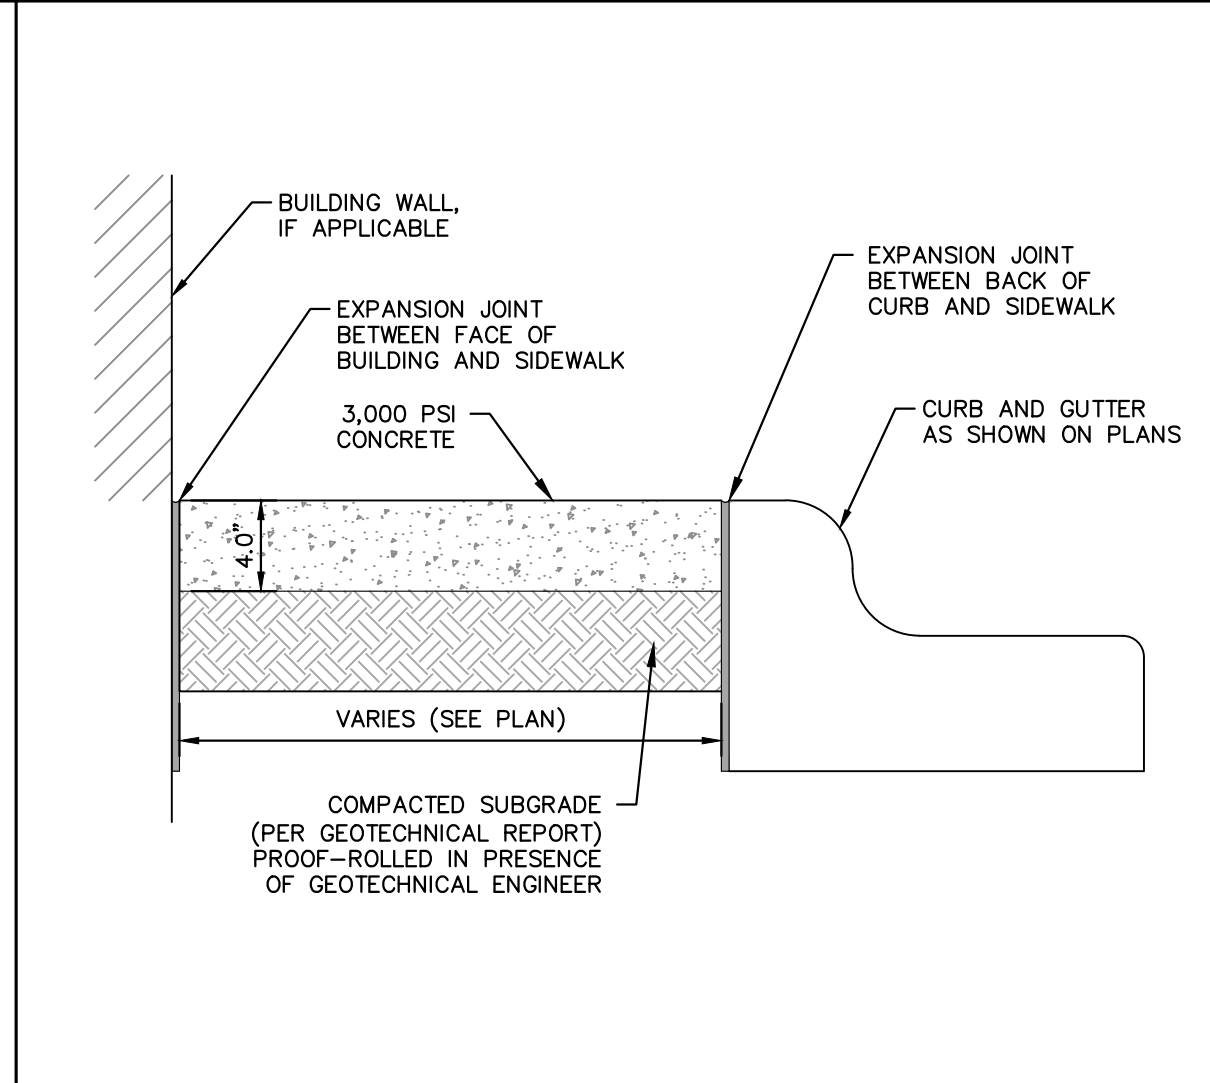 BUILDING WALL,
IF APPLICABLE
EXPANSION JOINT
BETWEEN BACK OF
CURB AND SIDEWALK
EXPANSION JOINT
BETWEEN FACE OF
BUILDING AND SIDEWALK
3,000 PSI
CONCRETE
CURB AND GUTTER
AS SHOWN ON PLANS
4.0"
VARIES (SEE PLAN)
COMPACTED SUBGRADE
(PER GEOTECHNICAL REPORT)
PROOF-ROLLED IN PRESENCE
OF GEOTECHNICAL ENGINEER